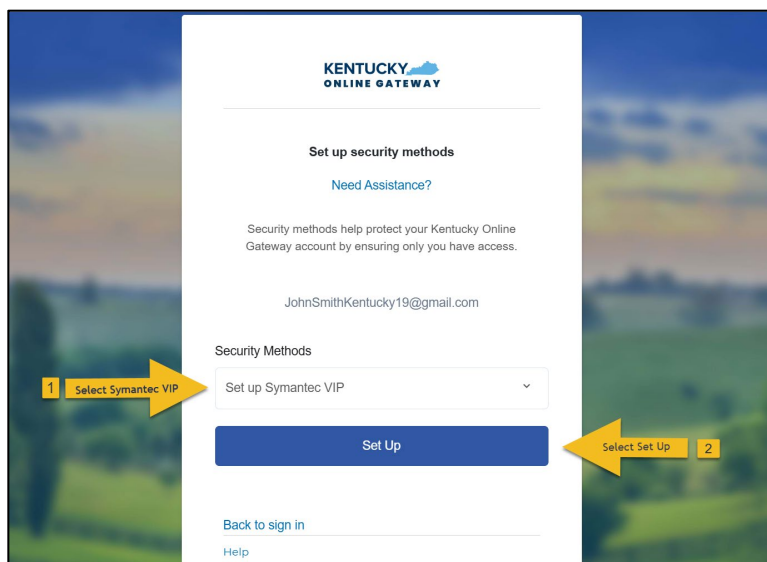 KENTUCKY
ONLINE GATEWAY
Set up security methods
Need Assistance?
Security methods help protect your Kentucky Online
Gateway account by ensuring only you have access.
JohnSmithKentucky19@gmail.com
Security Methods
1 Select Symantec VIP
Set up Symantec VIP
Set Up
Select Set Up 2
Back to sign in
Help